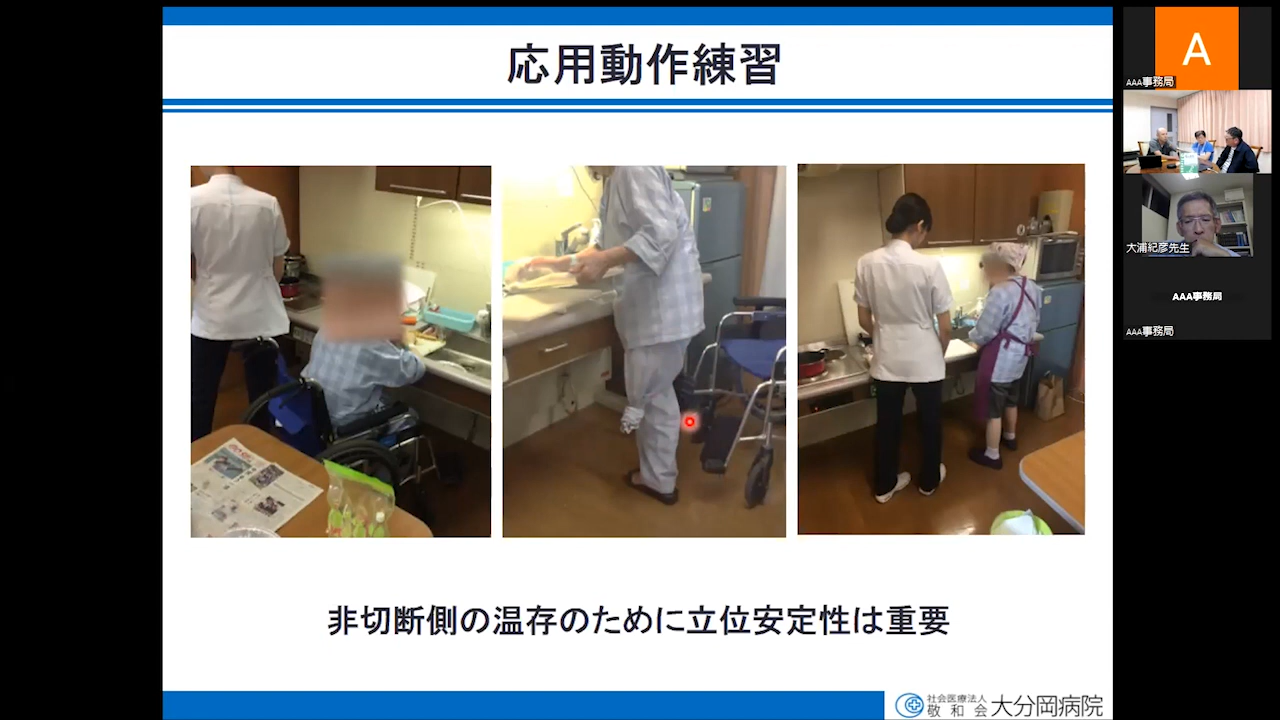 応用動作練習
非切断側の温存のために立位安定性は重要
社会医療法人
敬和会
大分岡病院
A
AAA事務局
大浦紀彦先生
AAA事務局
AAA事務局